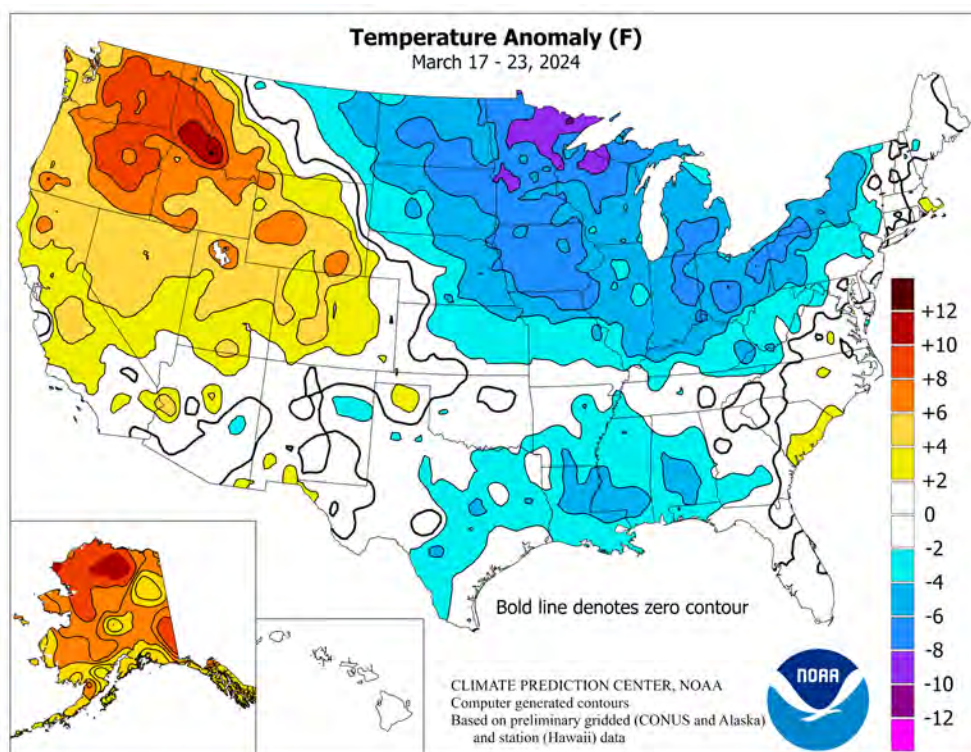 Temperature Anomaly (F)
March 17 - 23, 2024
+12
+10
+8
+6
+4
+2
0
-2
-4
-6
-8
-10
-12
Bold line denotes zero contour
CLIMATE PREDICTION CENTER, NOAA
Computer generated contours
Based on preliminary gridded (CONUS and Alaska)
and station (Hawaii) data
NOAA